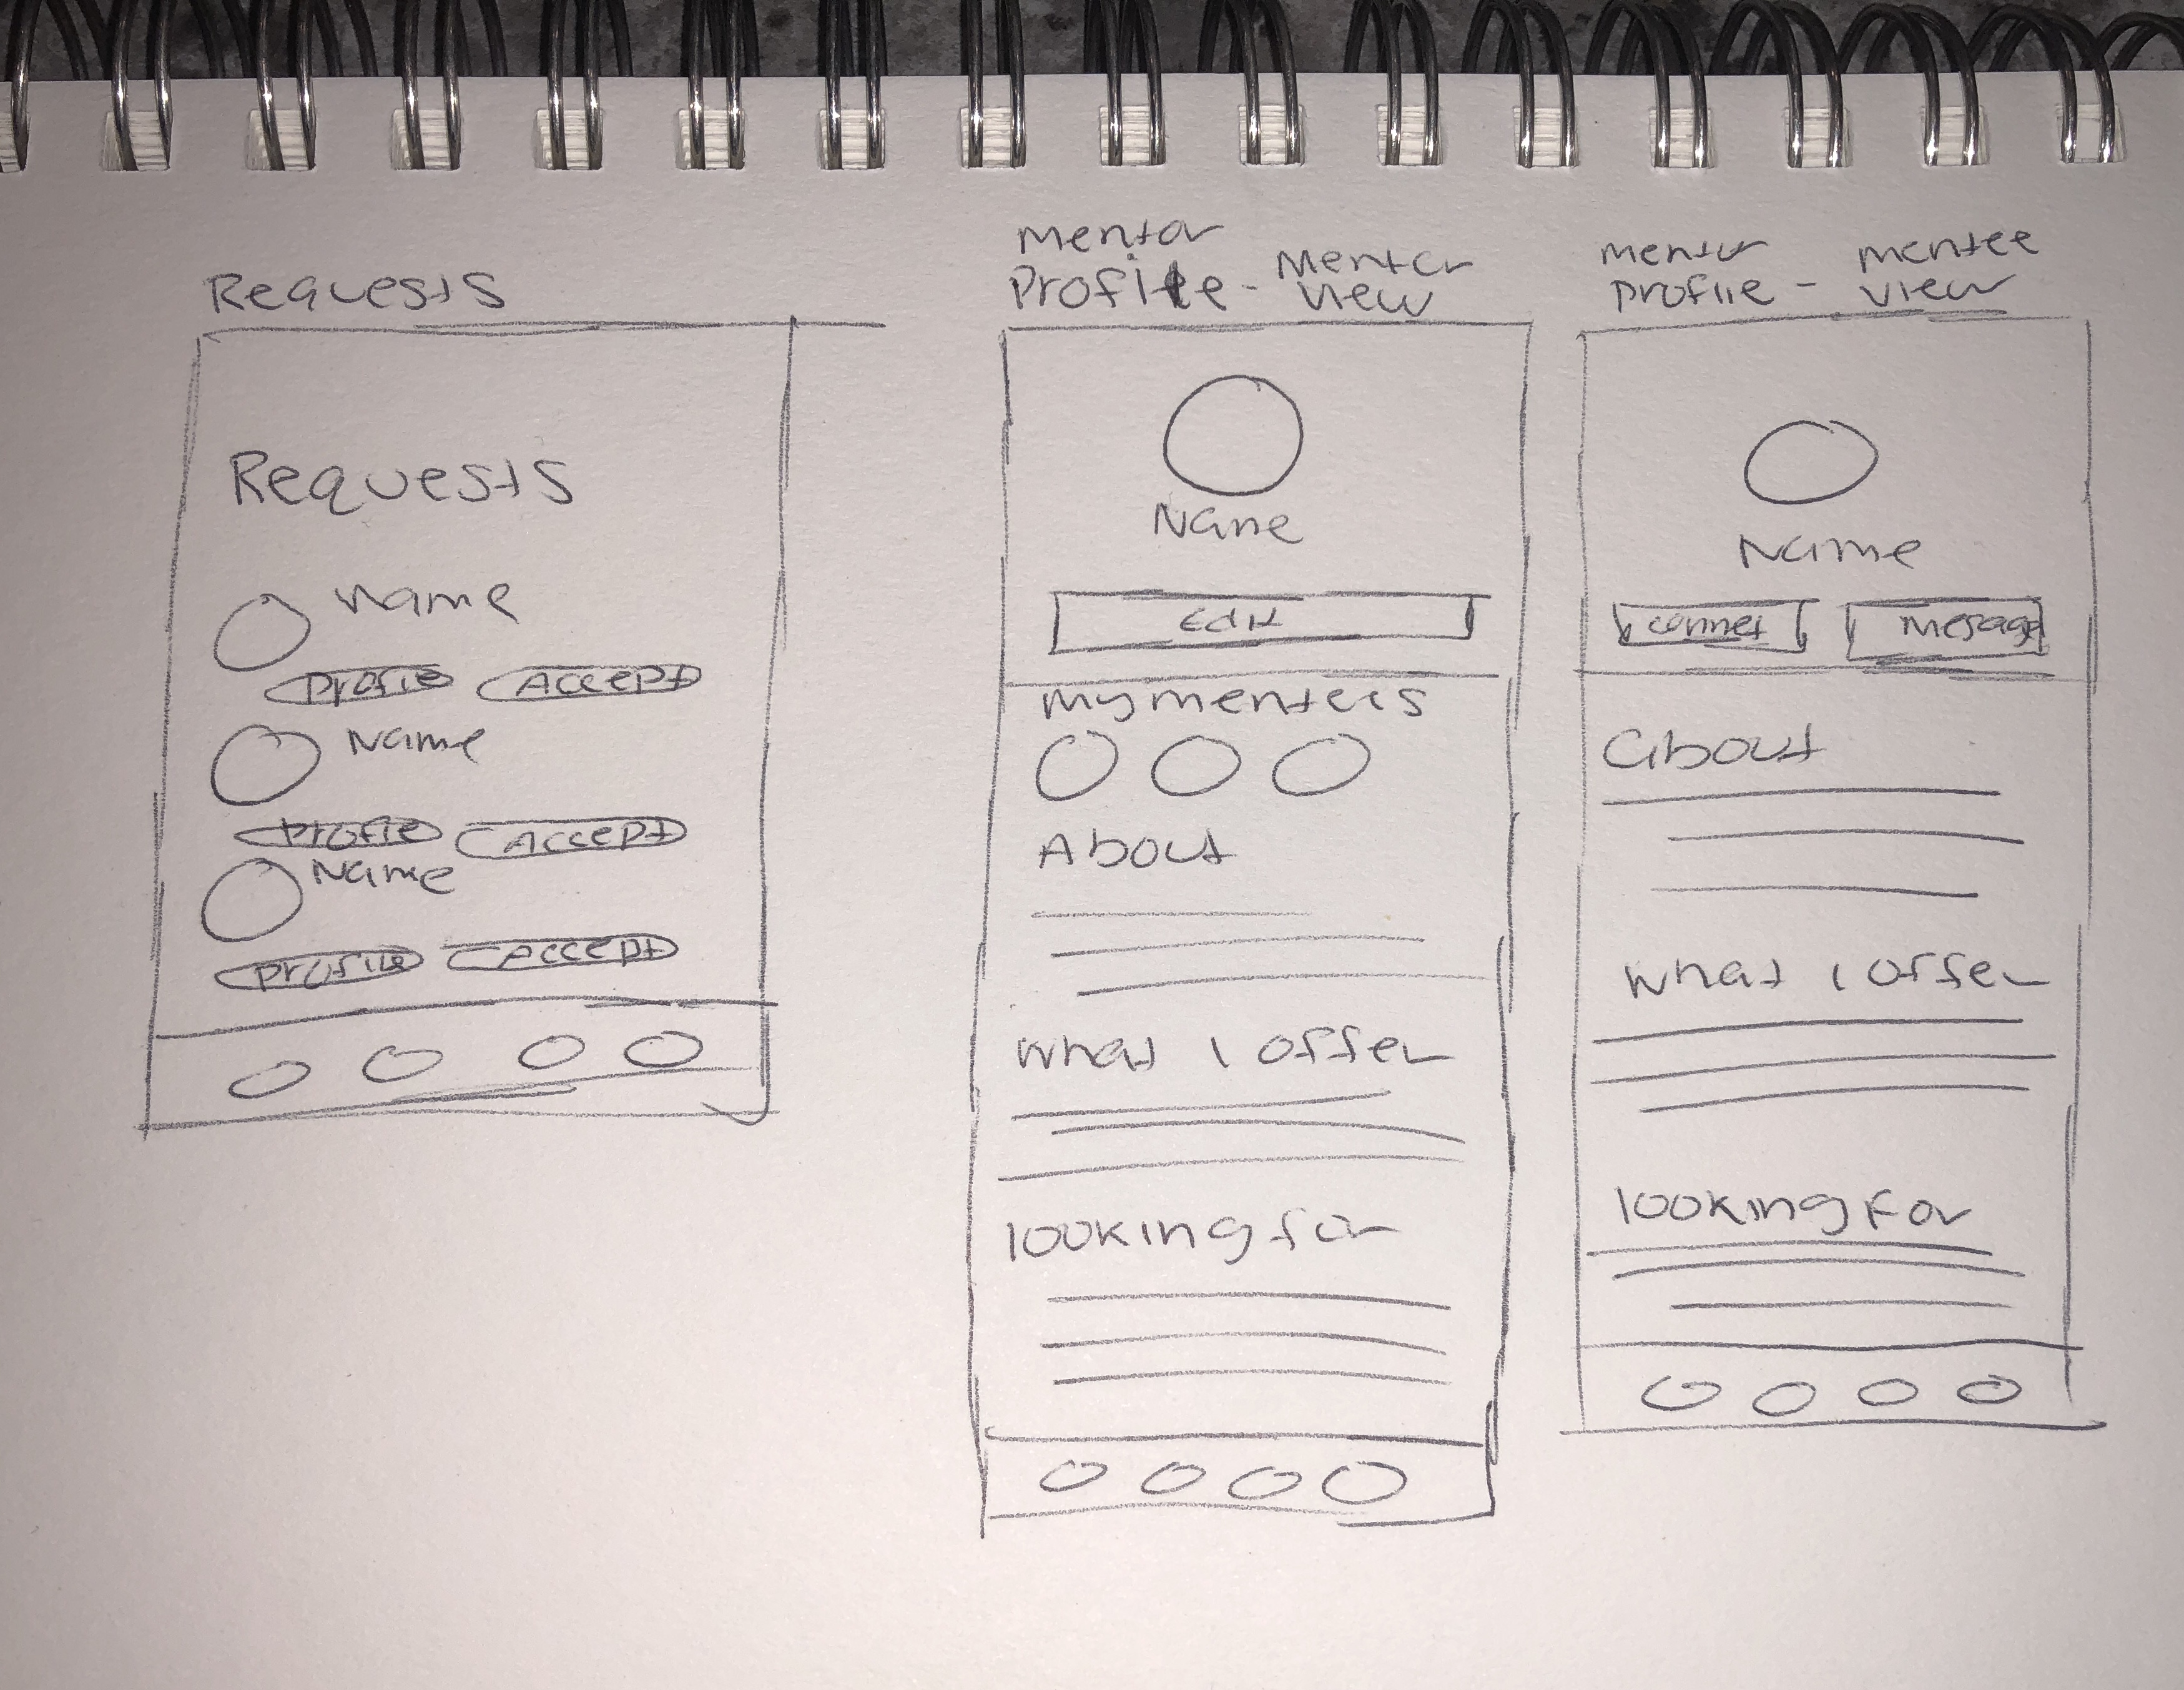 Requests
Requests
Name
Profile Accept
Name
Profile Accept
Name
Profile Accept
Mentor
Profile - Mentor
View
Name
Edit
My mentees
About
What I offer
looking for
Mentor
Profile - mentee
view
Name
connect Message
About
What I offer
looking for